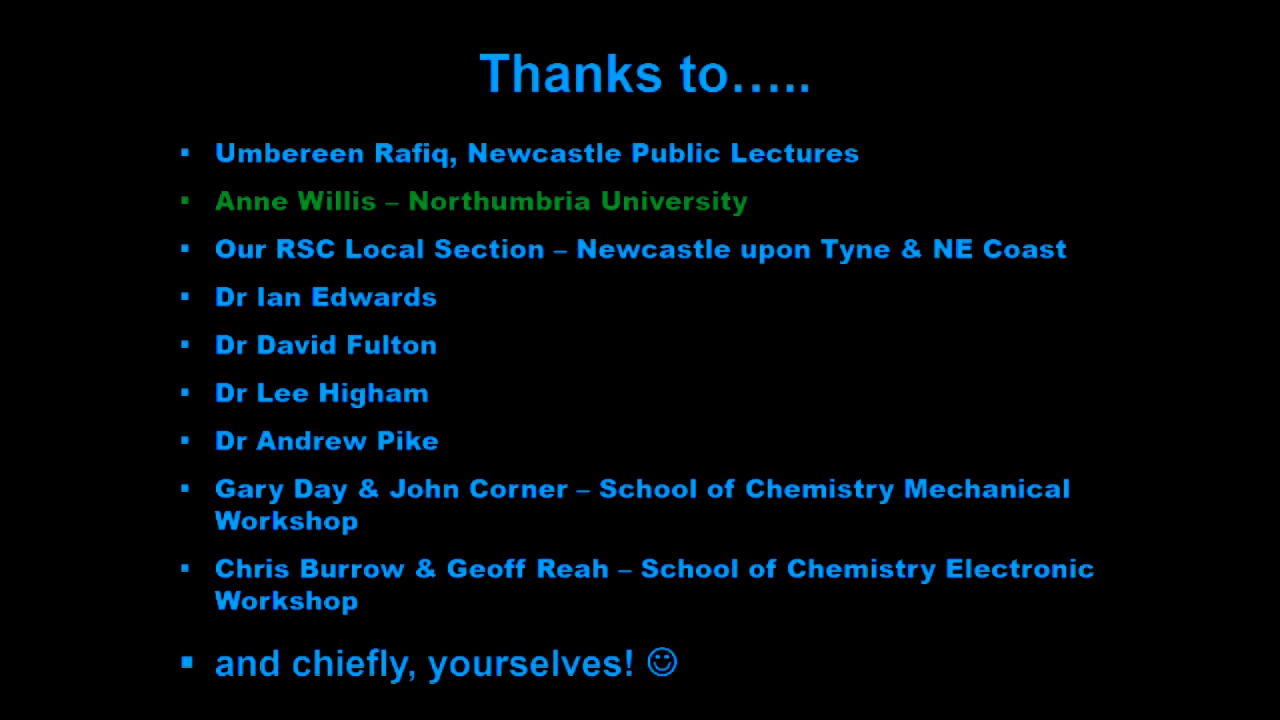 Thanks to…..
▪ Umbereen Rafiq, Newcastle Public Lectures
▪ Anne Willis – Northumbria University
▪ Our RSC Local Section – Newcastle upon Tyne & NE Coast
▪ Dr Ian Edwards
▪ Dr David Fulton
▪ Dr Lee Higham
▪ Dr Andrew Pike
▪ Gary Day & John Corner – School of Chemistry Mechanical
Workshop
▪ Chris Burrow & Geoff Reah – School of Chemistry Electronic
Workshop
▪ and chiefly, yourselves! ☺